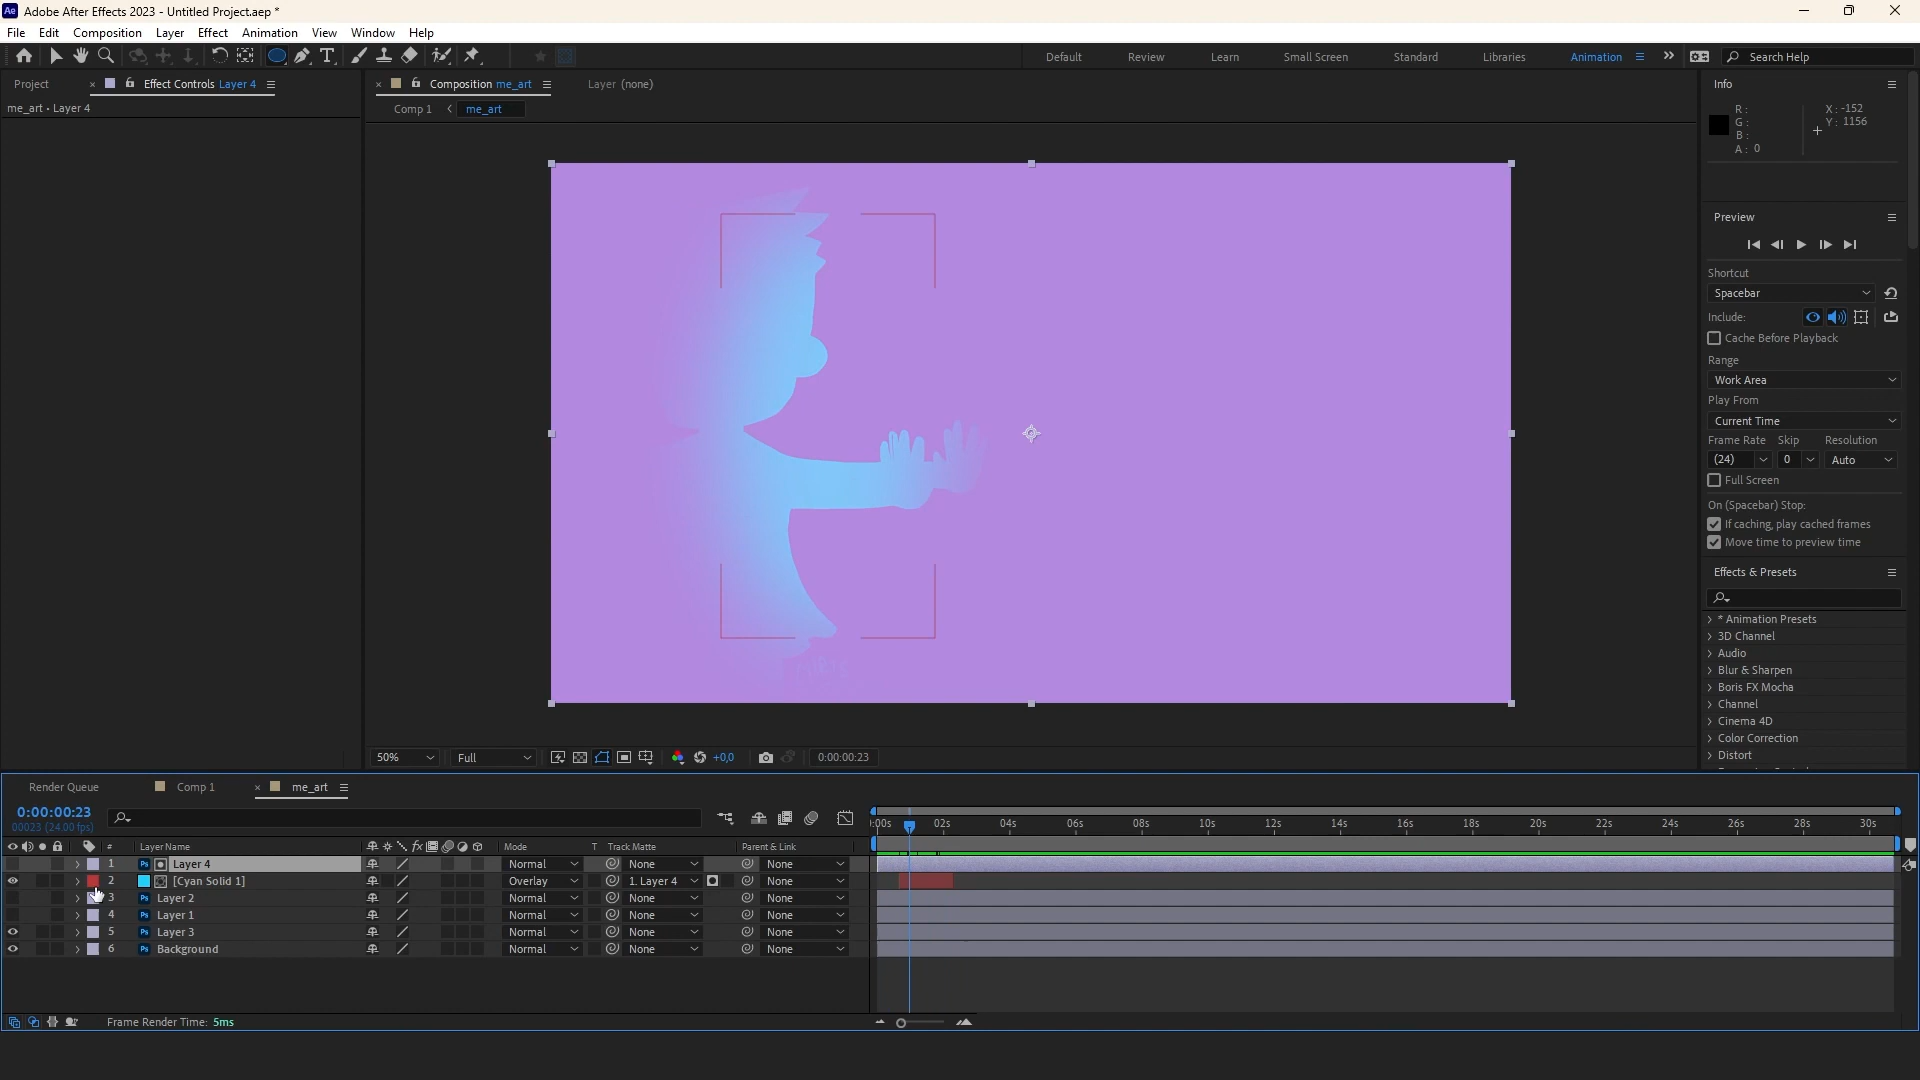 Ae Adobe After Effects 2023 - Untitled Project.aep *
File Edit Composition Layer Effect Animation View Window Help
T Default Review Learn Small Screen Standard Libraries Animation Search Help
Project × Effect Controls Layer 4
me_art • Layer 4
× Composition me_art Layer (none)
Comp 1 < me_art
50% Full +0,0 0:00:00:23
Info
R: X: -152
G: Y: 1156
B:
A: 0
Preview
Shortcut
Spacebar
Include:
Cache Before Playback
Range
Work Area
Play From
Current Time
Frame Rate Skip Resolution
(24) 0 Auto
Full Screen
On (Spacebar) Stop:
If caching, play cached frames
Move time to preview time
Effects & Presets
* Animation Presets
3D Channel
Audio
Blur & Sharpen
Boris FX Mocha
Channel
Cinema 4D
Color Correction
Distort
Render Queue Comp 1 × me_art
0:00:00:23
00023 (24.00 fps)
:00s 02s 04s 06s 08s 10s 12s 14s 16s 18s 20s 22s 24s 26s 28s 30s
# Layer Name fx Mode T Track Matte Parent & Link
1 Ps Layer 4 Normal None None
2 [Cyan Solid 1] Overlay 1. Layer 4 None
3 Ps Layer 2 Normal None None
4 Ps Layer 1 Normal None None
5 Ps Layer 3 Normal None None
6 Ps Background Normal None None
Frame Render Time: 5ms